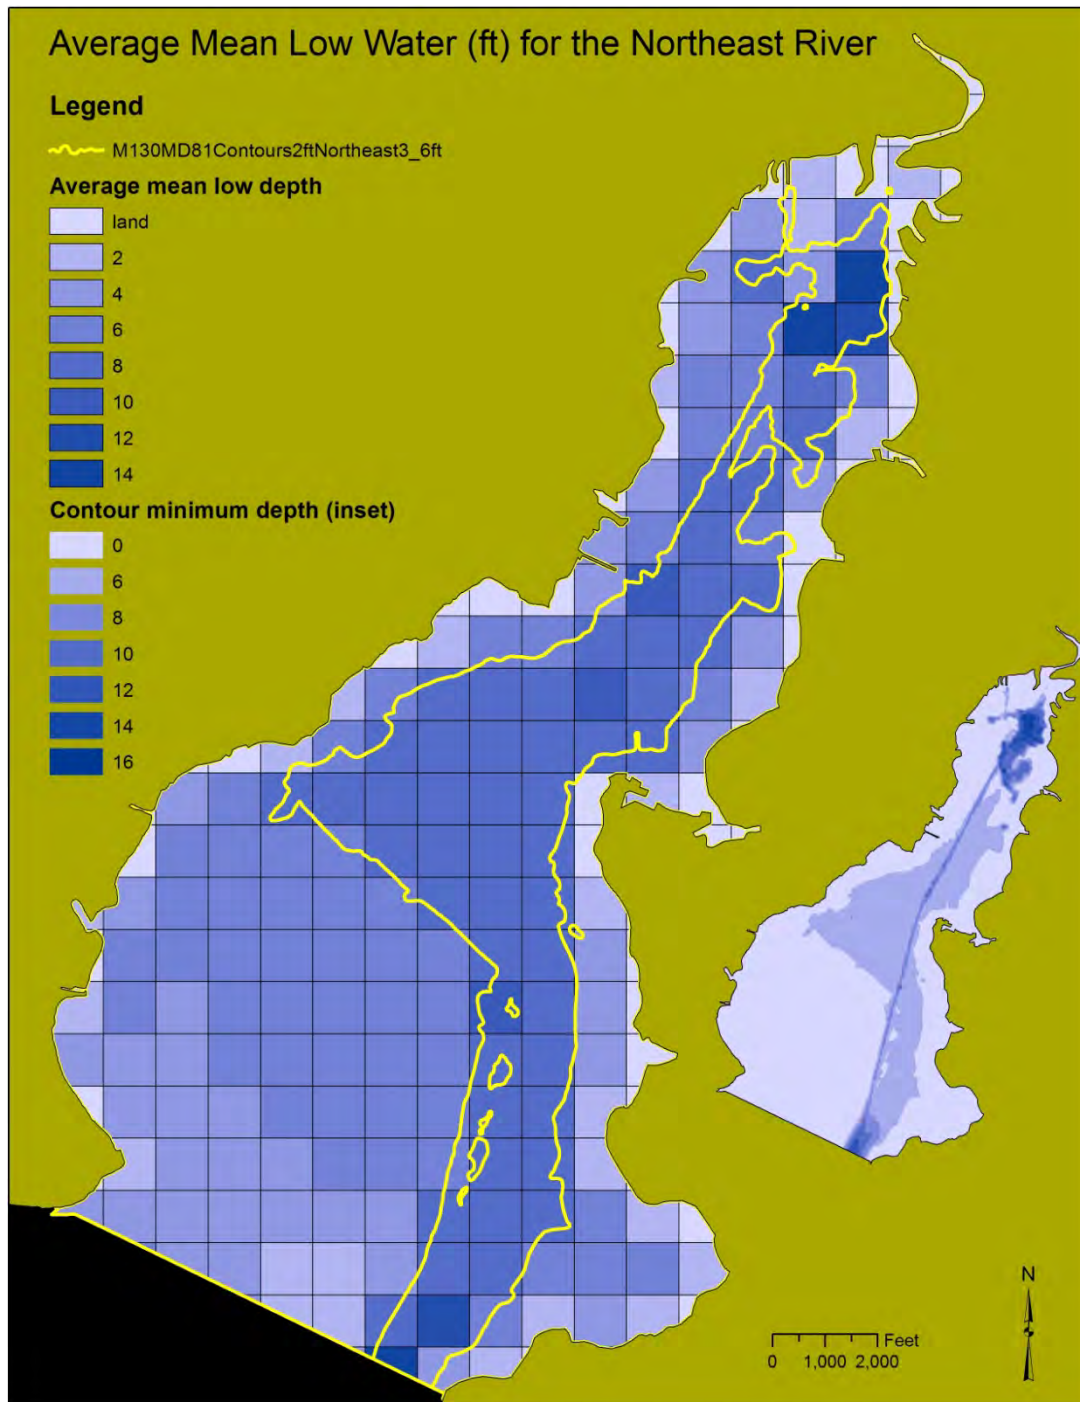 Average Mean Low Water (ft) for the Northeast River
Legend
M130MD81Contours2ftNortheast3_6ft
Average mean low depth
land
2
4
6
8
10
12
14
Contour minimum depth (inset)
0
6
8
10
12
14
16
N
Feet
0 1,000 2,000